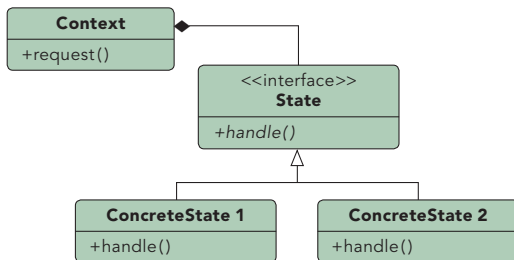 Context
+request()
<<interface>>
State
+handle()
ConcreteState 1
+handle()
ConcreteState 2
+handle()